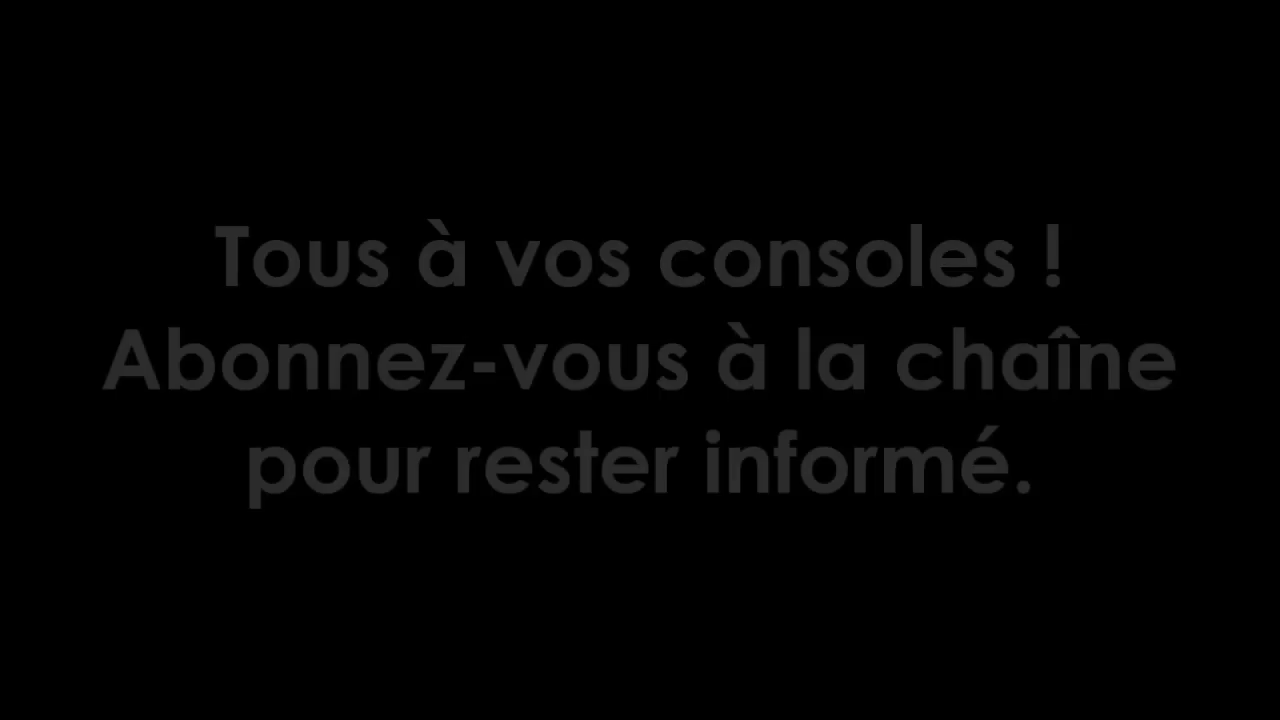 Tous à vos consoles !
Abonnez-vous à la chaîne
pour rester informé.